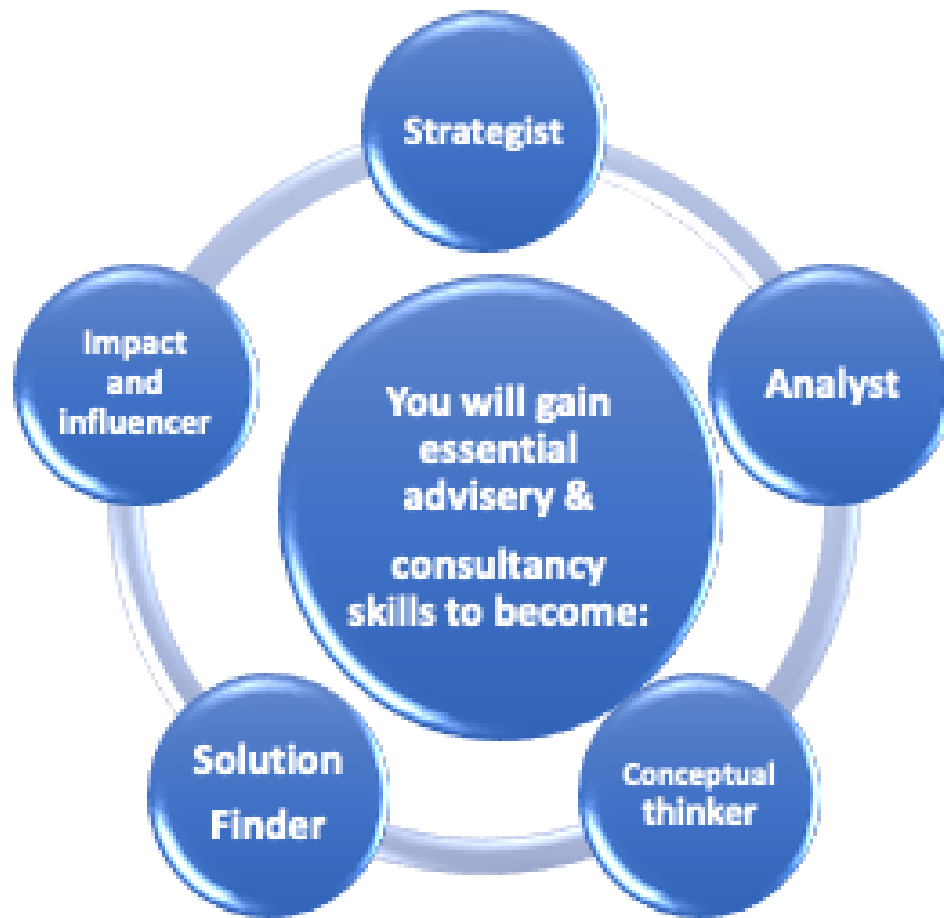 Strategist
Analyst
Conceptual
thinker
Solution
Finder
Impact
and
influencer
You will gain
essential
advisery &
consultancy
skills to become: